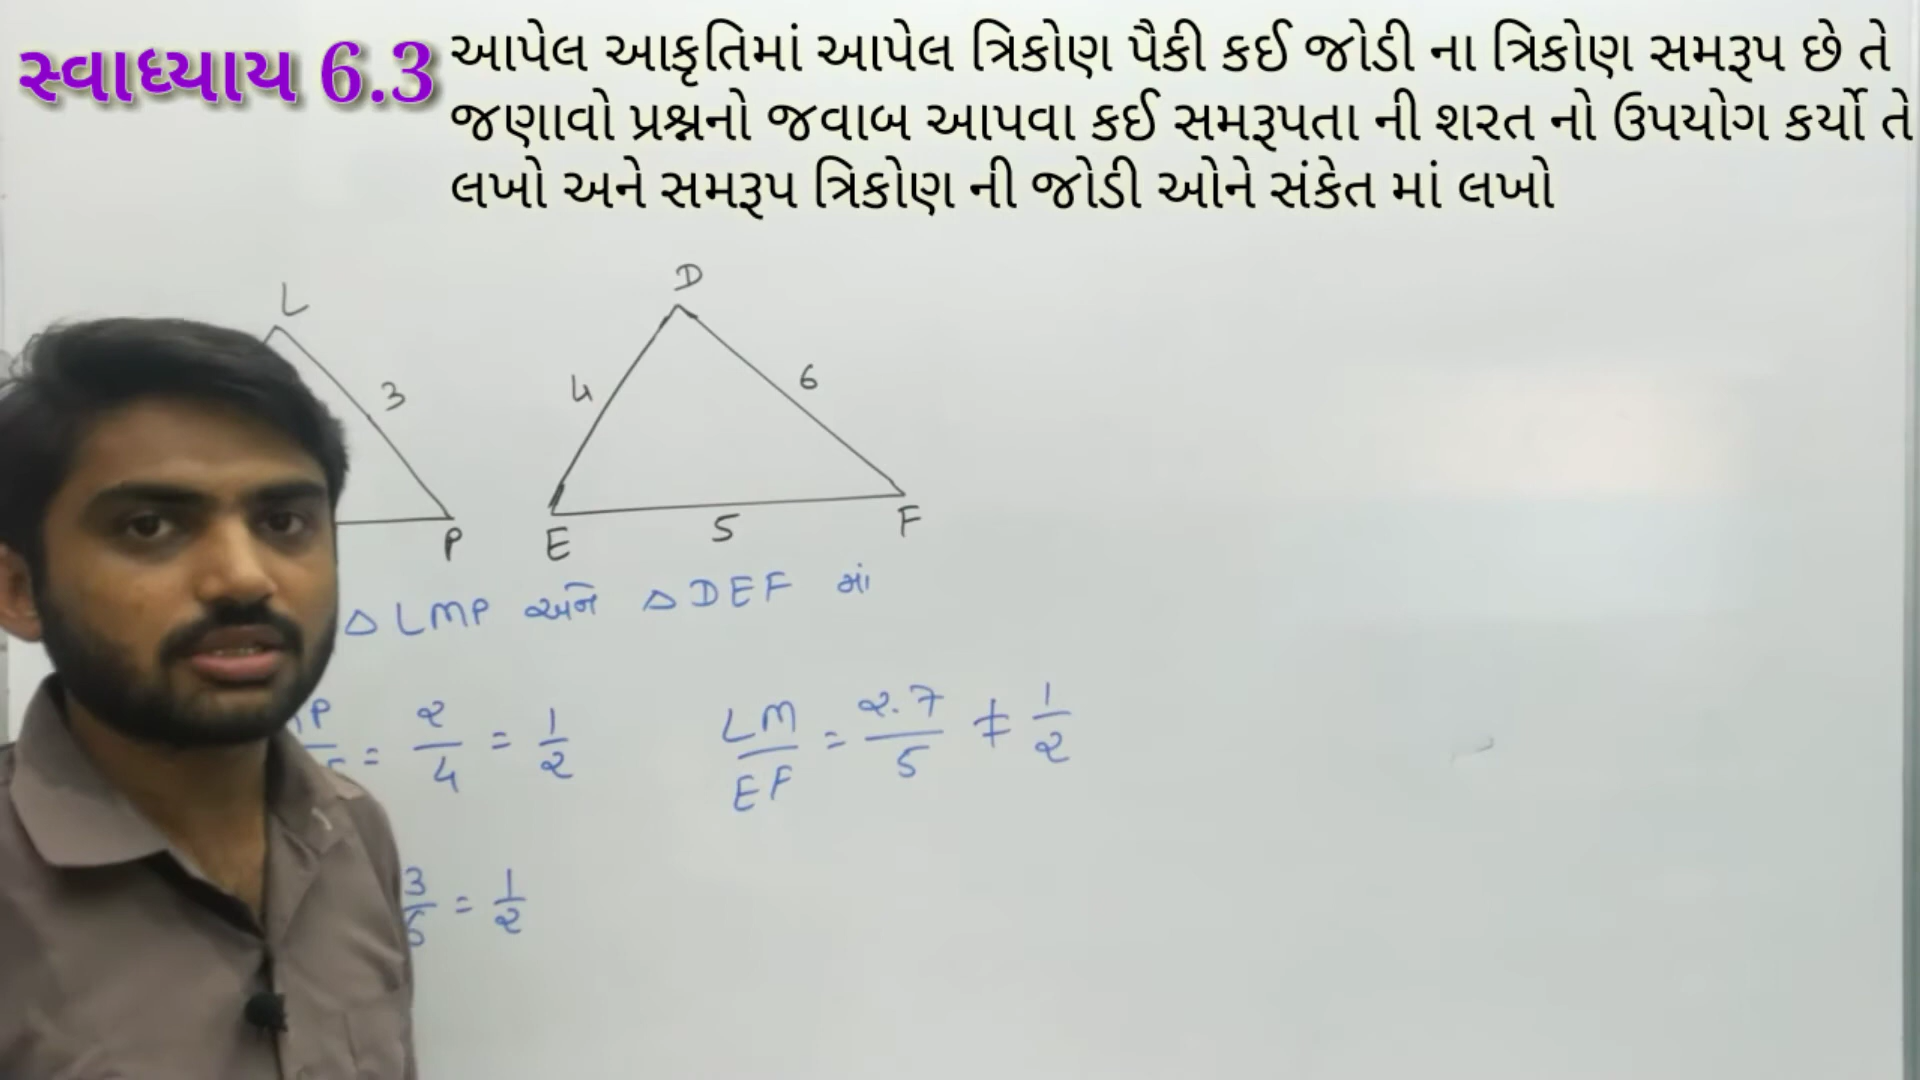 સ્વાધ્યાય 6.3
આપેલ આકૃતિમાં આપેલ ત્રિકોણ પૈકી કઈ જોડી ના ત્રિકોણ સમરૂપ છે તે
જણાવો પ્રશ્નનો જવાબ આપવા કઈ સમરૂપતા ની શરત નો ઉપયોગ કર્યો તે
લખો અને સમરૂપ ત્રિકોણ ની જોડી ઓને સંકેત માં લખો
L
3
P
D
4
6
E
5
F
△ LMP અને △ DEF માં
P = ૨/4 = 1/૨
LM/EF = ૨.7/5 ≠ 1/૨
3/6 = 1/૨